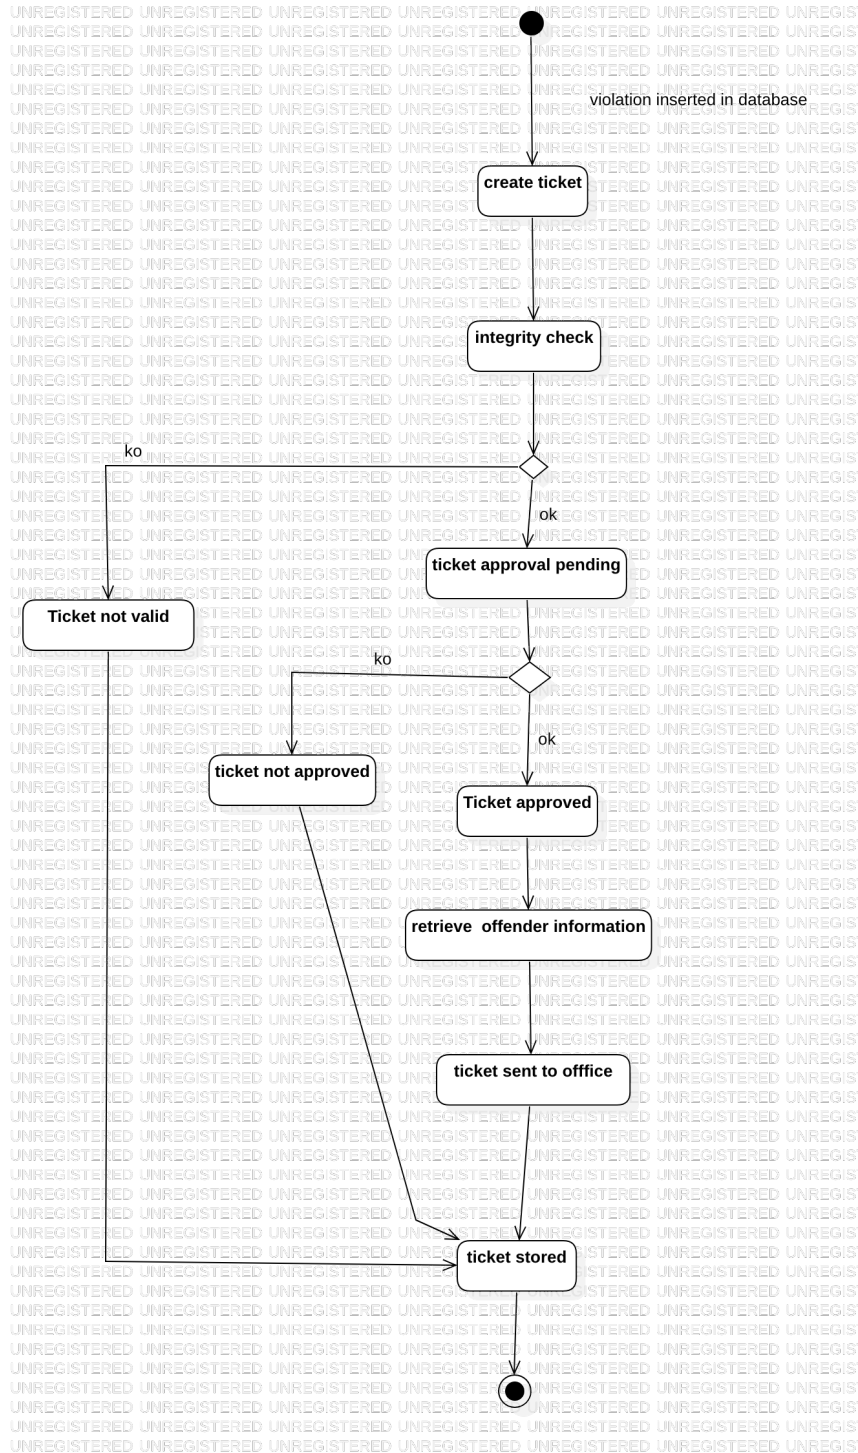 violation inserted in database
create ticket
integrity check
ko
ok
ticket approval pending
Ticket not valid
ko
ok
ticket not approved
Ticket approved
retrieve  offender information
ticket sent to offfice
ticket stored
UNREGISTERED